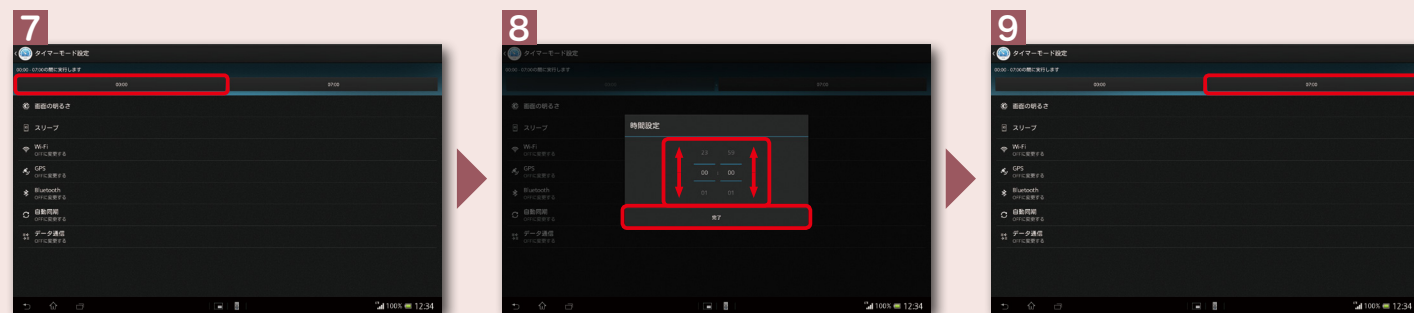 7
タイマーモード設定
00:00 - 07:00の間に実行します
00:00 07:00
画面の明るさ
スリープ
Wi-Fi
OFFに変更する
GPS
OFFに変更する
Bluetooth
OFFに変更する
自動同期
OFFに変更する
データ通信
OFFに変更する
100% 12:34
8
タイマーモード設定
00:00 - 07:00の間に実行します
00:00 07:00
画面の明るさ
スリープ
Wi-Fi
OFFに変更する
GPS
OFFに変更する
Bluetooth
OFFに変更する
自動同期
OFFに変更する
データ通信
OFFに変更する
時間設定
23 59
00 : 00
01 01
完了
100% 12:34
9
タイマーモード設定
00:00 - 07:00の間に実行します
00:00 07:00
画面の明るさ
スリープ
Wi-Fi
OFFに変更する
GPS
OFFに変更する
Bluetooth
OFFに変更する
自動同期
OFFに変更する
データ通信
OFFに変更する
100% 12:34